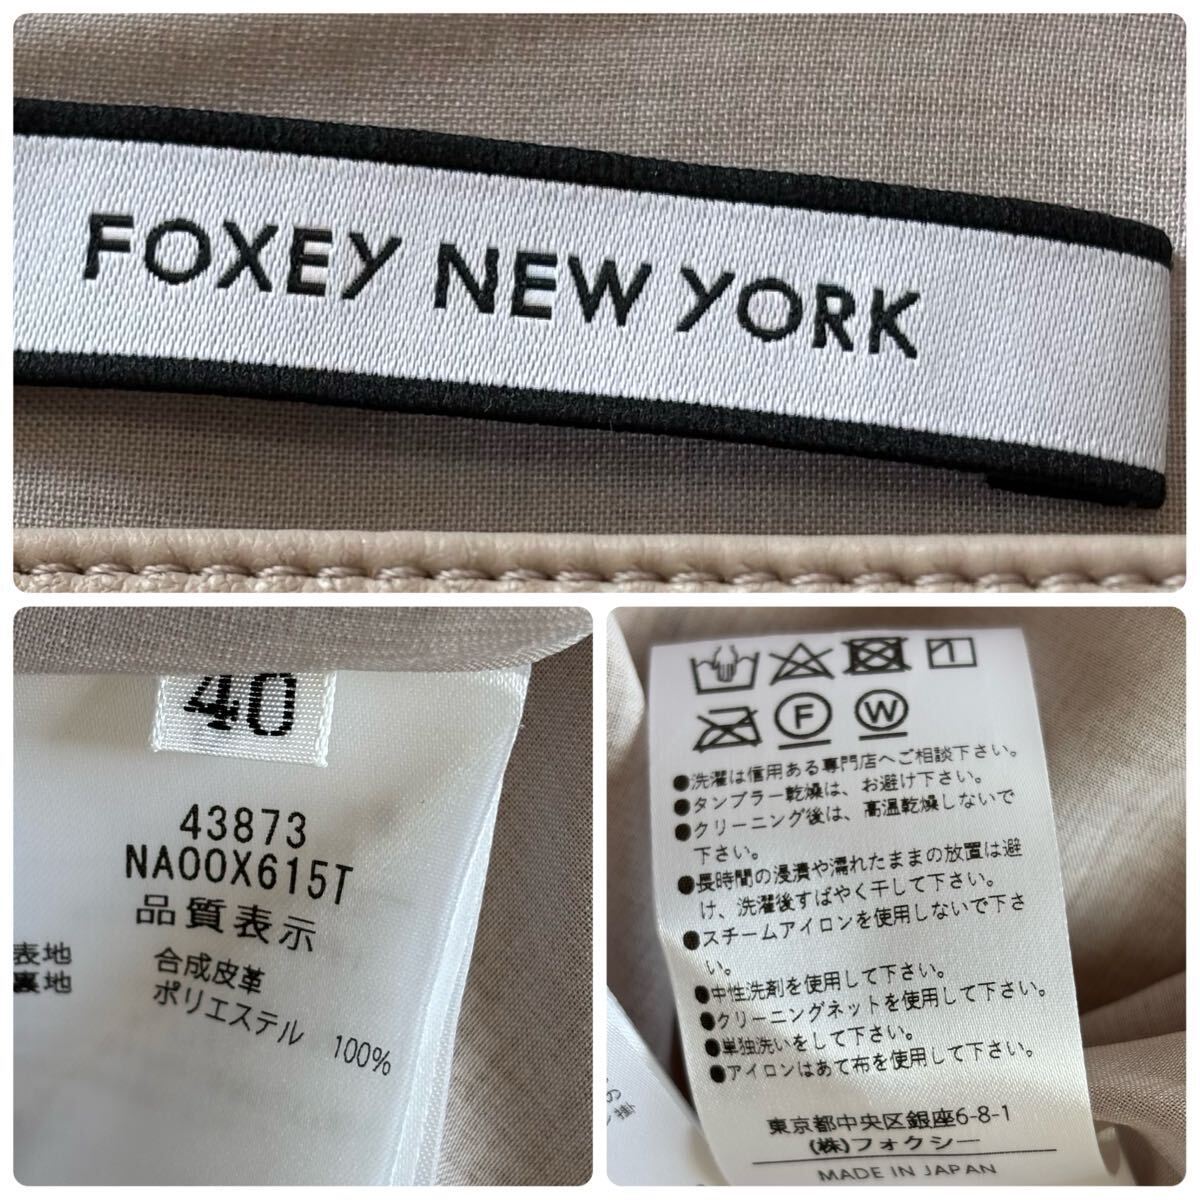 FOXEY NEW YORK
40
43873
NA00X615T
品質表示
表地 合成皮革
裏地 ポリエステル 100%
1
F W
●洗濯は信用ある専門店へご相談下さい。
●タンブラー乾燥は、お避け下さい。
●クリーニング後は、高温乾燥しないで
下さい。
●長時間の浸漬や濡れたままの放置は避
け、洗濯後すばやく干して下さい。
●スチームアイロンを使用しないで下さ
い。
●中性洗剤を使用して下さい。
●クリーニングネットを使用して下さい。
●単独洗いをして下さい。
●アイロンはあて布を使用して下さい。
東京都中央区銀座6-8-1
(株)フォクシー
MADE IN JAPAN